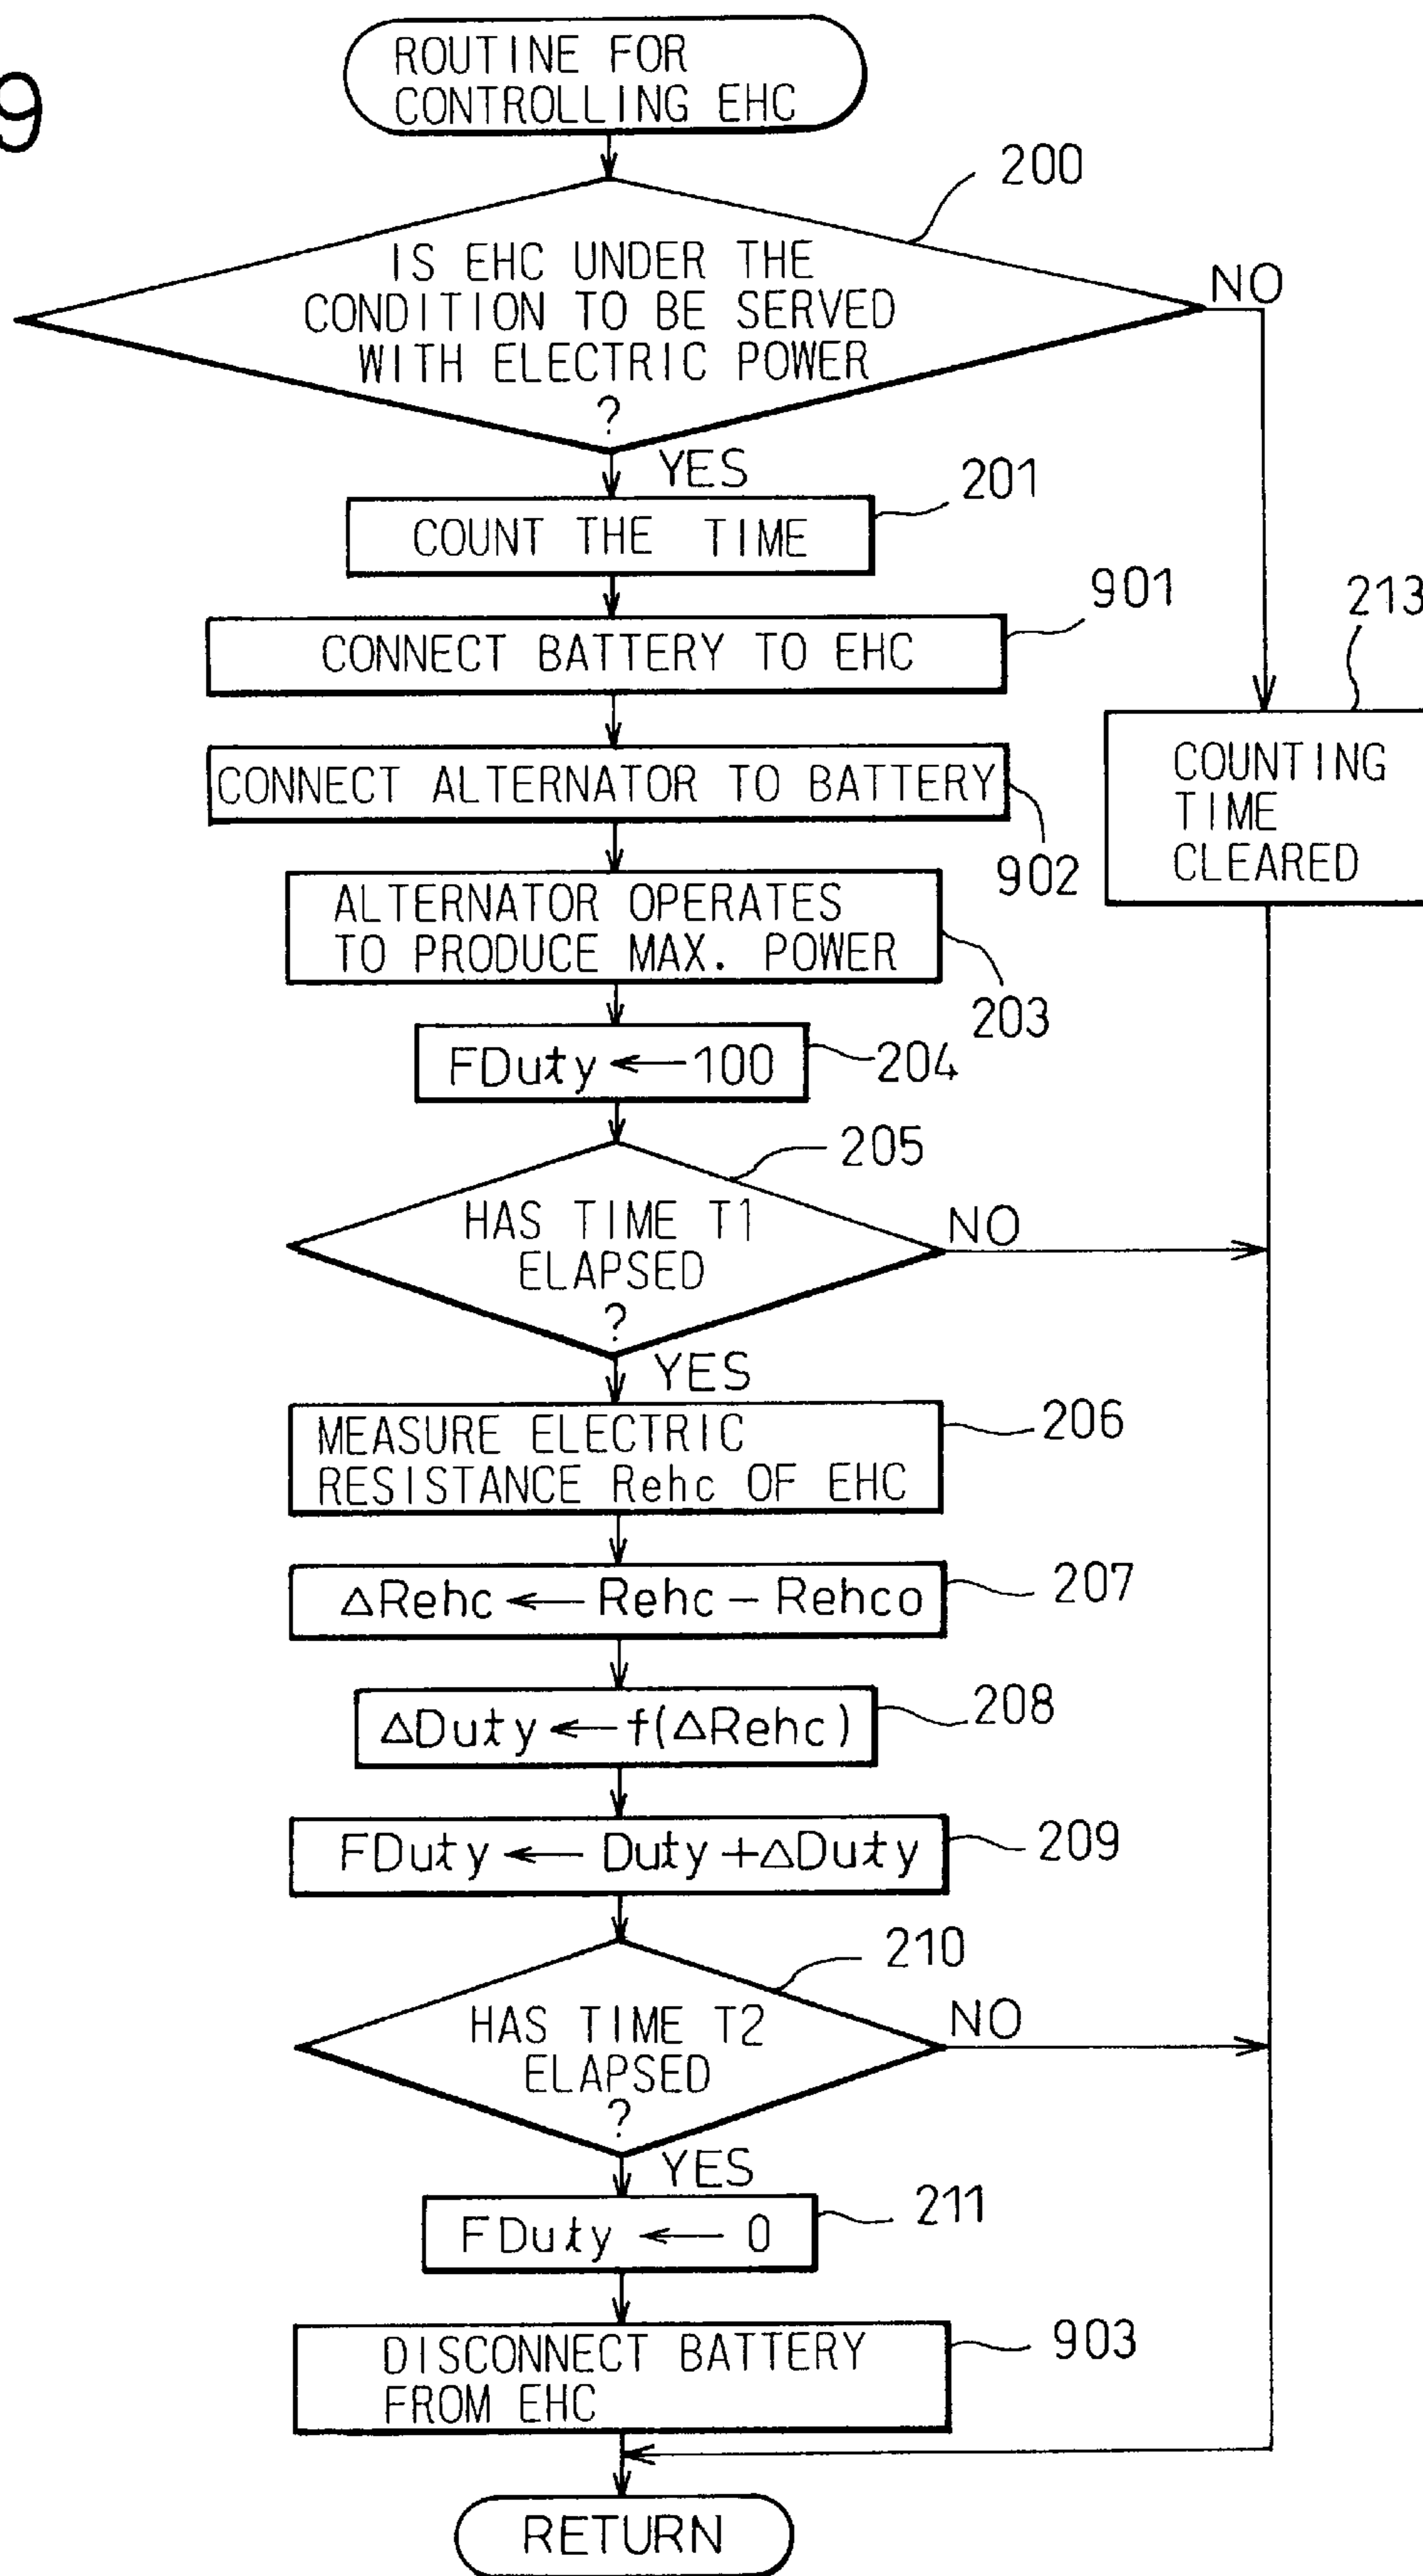 9
ROUTINE FOR
CONTROLLING EHC
200
IS EHC UNDER THE
CONDITION TO BE SERVED
WITH ELECTRIC POWER
?
NO
YES
201
COUNT THE TIME
901
CONNECT BATTERY TO EHC
213
COUNTING
TIME
CLEARED
CONNECT ALTERNATOR TO BATTERY
902
ALTERNATOR OPERATES
TO PRODUCE MAX. POWER
203
FDuty ← 100
204
205
HAS TIME T1
ELAPSED
?
NO
YES
MEASURE ELECTRIC
RESISTANCE Rehc OF EHC
206
ΔRehc ← Rehc – Rehco
207
ΔDuty ← f(ΔRehc)
208
FDuty ← Duty + ΔDuty
209
210
HAS TIME T2
ELAPSED
?
NO
YES
FDuty ← 0
211
DISCONNECT BATTERY
FROM EHC
903
RETURN